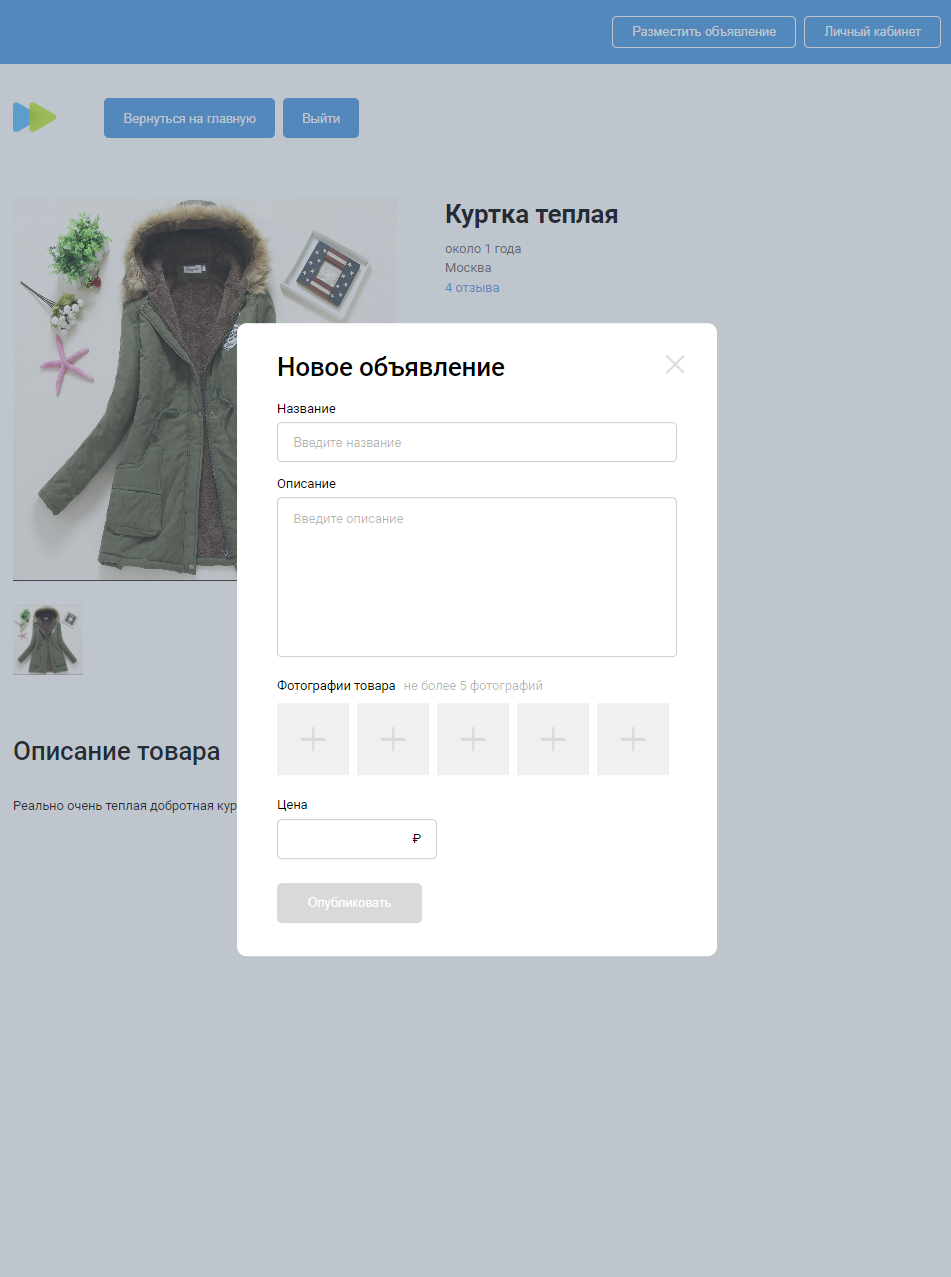 Разместить объявление
Личный кабинет
Вернуться на главную
Выйти
Куртка теплая
около 1 года
Москва
4 отзыва
Новое объявление
Название
Введите название
Описание
Введите описание
Фотографии товара не более 5 фотографий
Цена
₽
Опубликовать
Описание товара
Реально очень теплая добротная кур